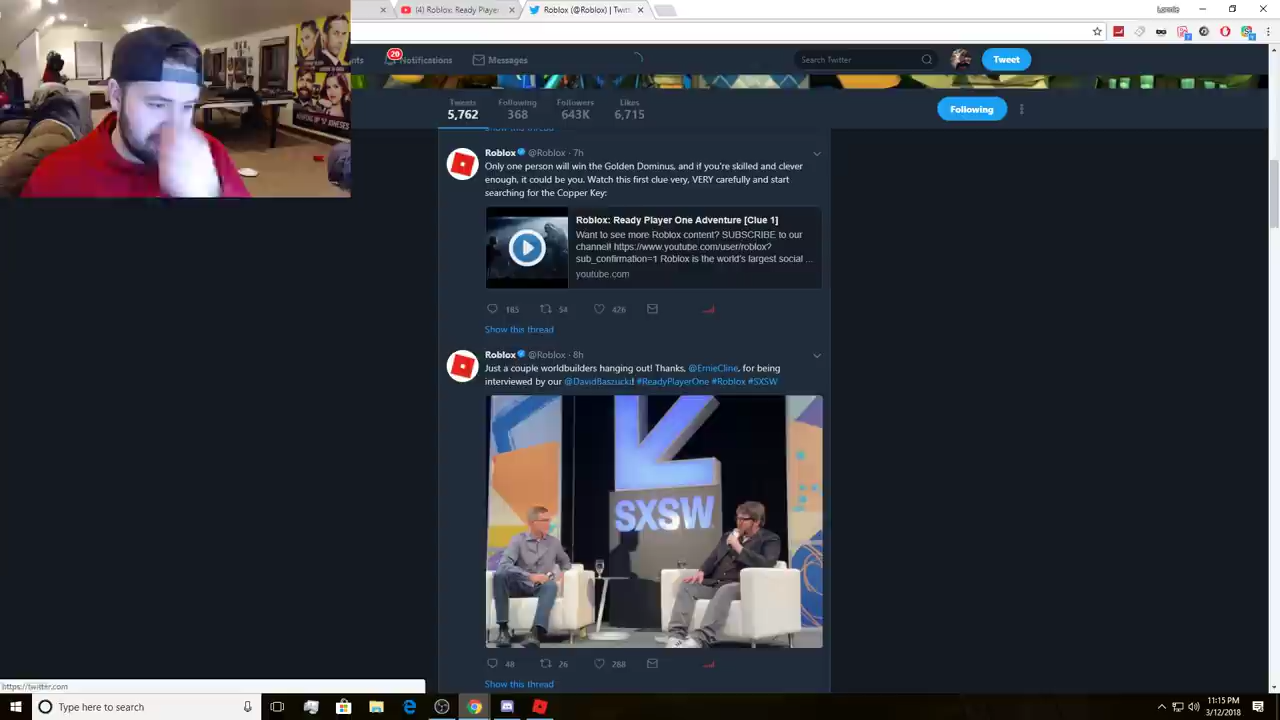 (4) Roblox: Ready Player
Roblox (@Roblox) | Twitt
Lonnie
20
Notifications
Messages
Search Twitter
Tweet
Tweets
5,762
Following
368
Followers
643K
Likes
6,715
Following
Show this thread
Roblox @Roblox · 7h
Only one person will win the Golden Dominus, and if you're skilled and clever
enough, it could be you. Watch this first clue very, VERY carefully and start
searching for the Copper Key:
Roblox: Ready Player One Adventure [Clue 1]
Want to see more Roblox content? SUBSCRIBE to our
channel! https://www.youtube.com/user/roblox?
sub_confirmation=1 Roblox is the world's largest social ...
youtube.com
185
54
426
Show this thread
Roblox @Roblox · 8h
Just a couple worldbuilders hanging out! Thanks, @ErnieCline, for being
interviewed by our @DavidBaszucki! #ReadyPlayerOne #Roblox #SXSW
SXSW
48
26
288
Show this thread
https://twitter.com
Type here to search
11:15 PM
3/12/2018